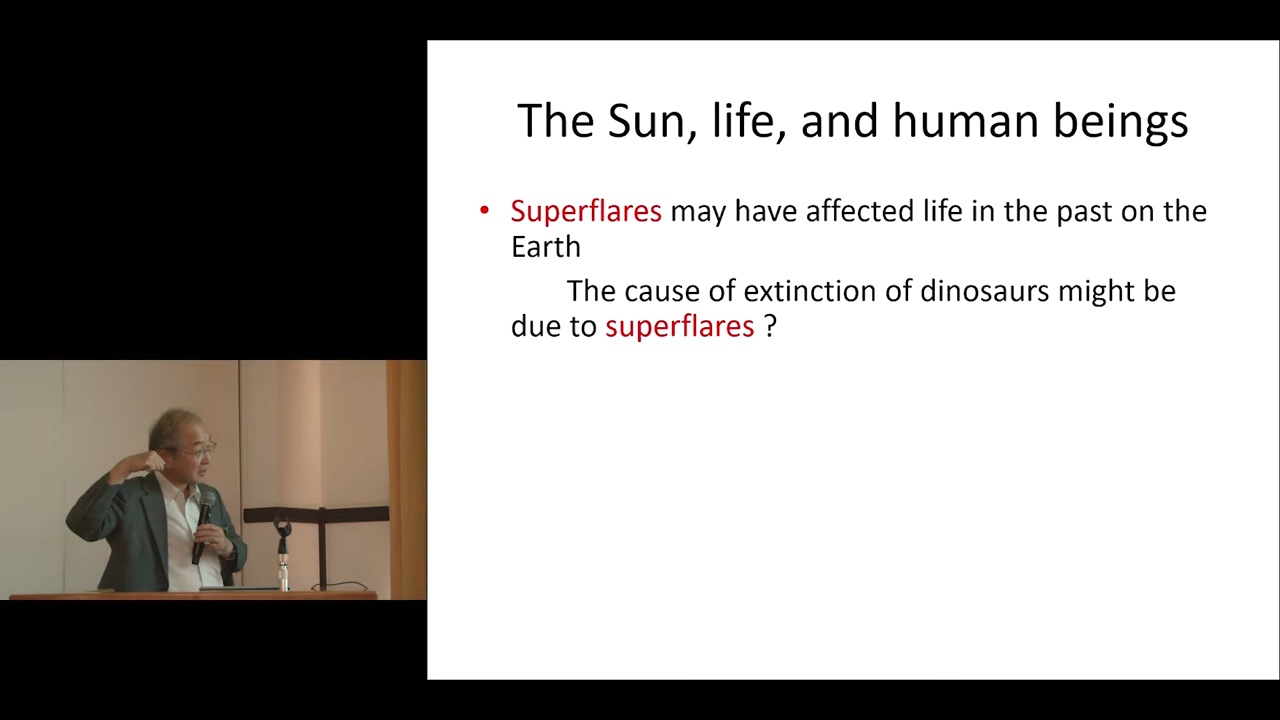 The Sun, life, and human beings
• Superflares may have affected life in the past on the
Earth
The cause of extinction of dinosaurs might be
due to superflares ?